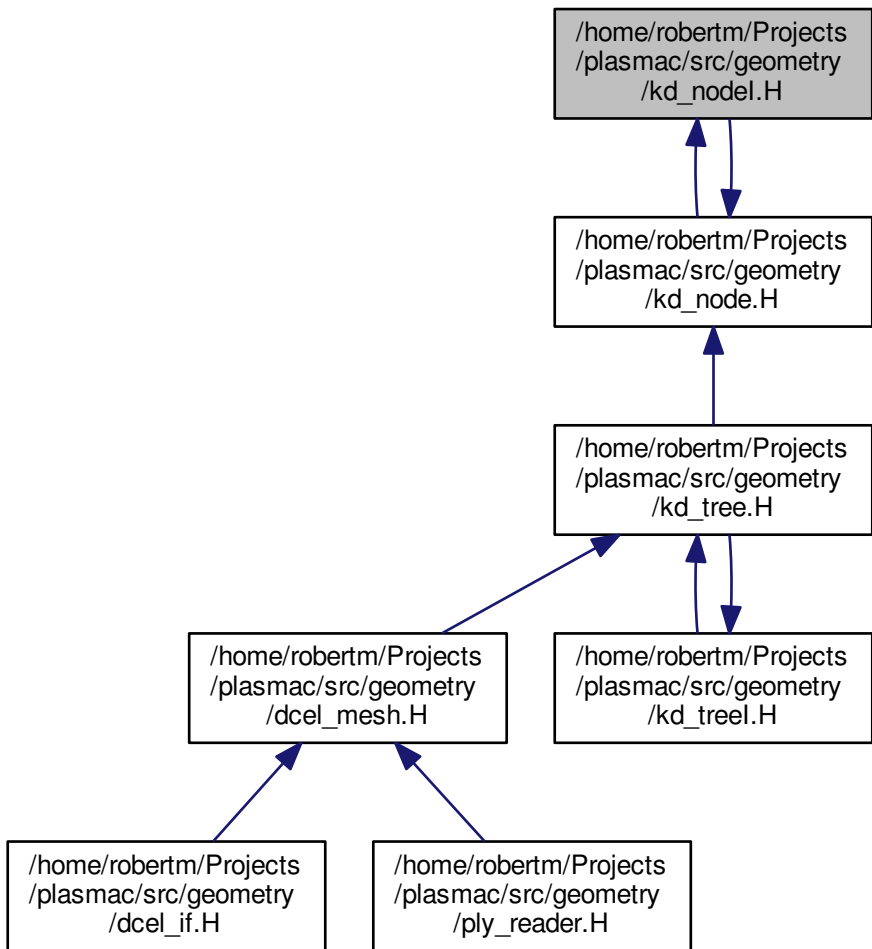 /home/robertm/Projects
/plasmac/src/geometry
/kd_nodeI.H
/home/robertm/Projects
/plasmac/src/geometry
/kd_node.H
/home/robertm/Projects
/plasmac/src/geometry
/kd_tree.H
/home/robertm/Projects
/plasmac/src/geometry
/dcel_mesh.H
/home/robertm/Projects
/plasmac/src/geometry
/kd_treeI.H
/home/robertm/Projects
/plasmac/src/geometry
/dcel_if.H
/home/robertm/Projects
/plasmac/src/geometry
/ply_reader.H